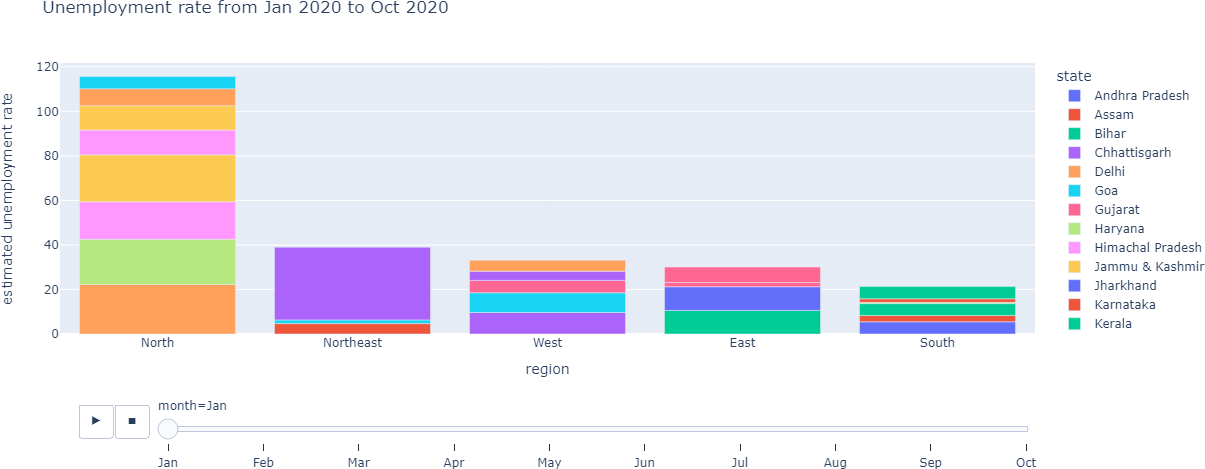 Unemployment rate from Jan 2020 to Oct 2020
estimated unemployment rate
120
100
80
60
40
20
0
North Northeast West East South
region
state
Andhra Pradesh
Assam
Bihar
Chhattisgarh
Delhi
Goa
Gujarat
Haryana
Himachal Pradesh
Jammu & Kashmir
Jharkhand
Karnataka
Kerala
month=Jan
Jan Feb Mar Apr May Jun Jul Aug Sep Oct